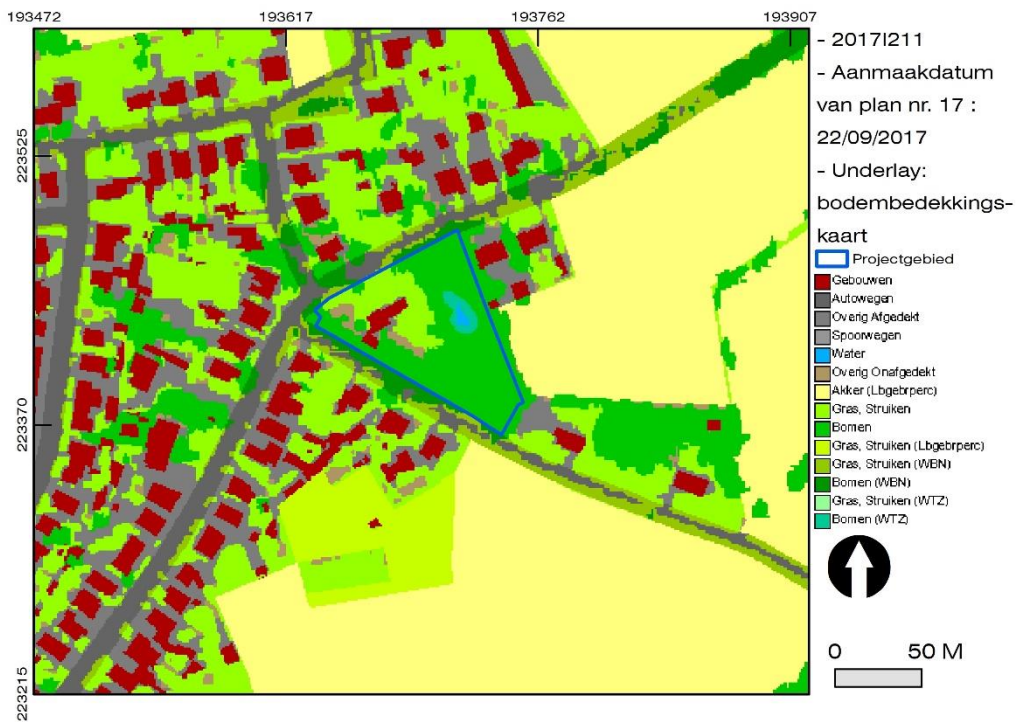 193472
193617
193762
193907
223525
223370
223215
- 2017I211
- Aanmaakdatum
van plan nr. 17 :
22/09/2017
- Underlay:
bodembedekkings-
kaart
Projectgebied
Gebouwen
Autowegen
Overig Afgedekt
Spoorwegen
Water
Overig Onafgedekt
Akker (Lbgebrperc)
Gras, Struiken
Bomen
Gras, Struiken (Lbgebrperc)
Gras, Struiken (WBN)
Bomen (WBN)
Gras, Struiken (WTZ)
Bomen (WTZ)
0 50 M